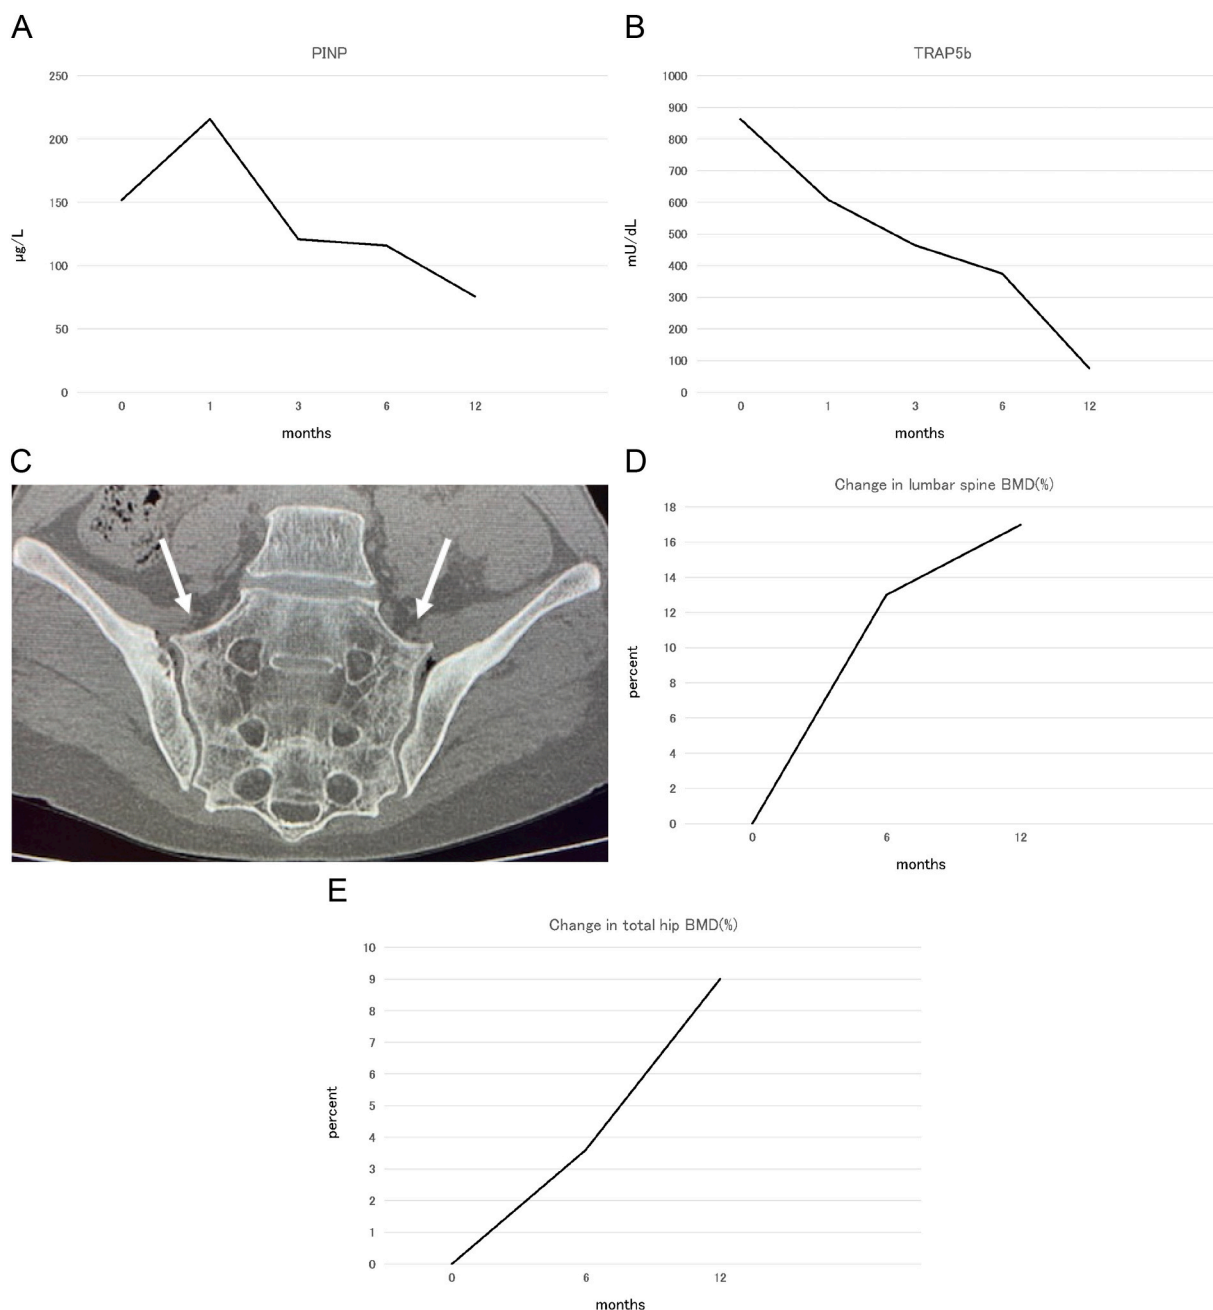 A
PINP
250
200
150
100
50
0
µg/L
0 1 3 6 12
months
B
TRAP5b
1000
900
800
700
600
500
400
300
200
100
0
mU/dL
0 1 3 6 12
months
C
D
Change in lumbar spine BMD(%)
18
16
14
12
10
8
6
4
2
0
percent
0 6 12
months
E
Change in total hip BMD(%)
10
9
8
7
6
5
4
3
2
1
0
percent
0 6 12
months